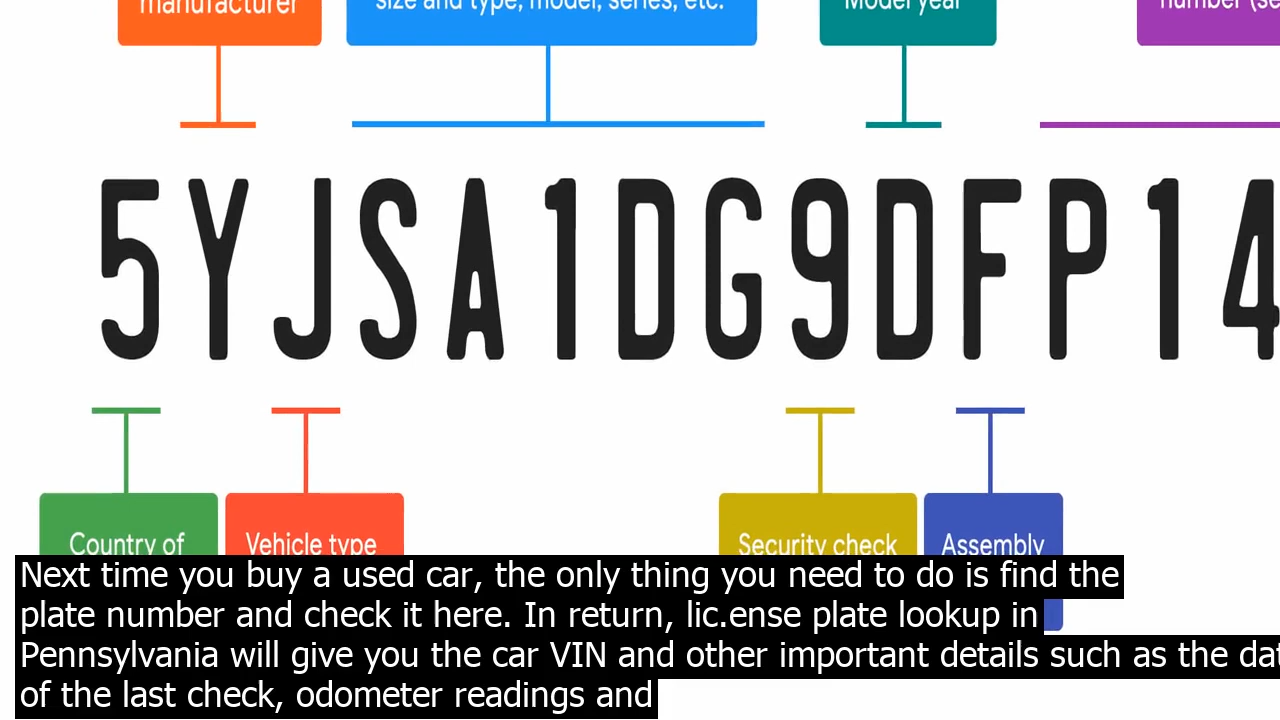 manufacturer
size and type, model, series, etc.
Model year
number (se
5YJSA1DG9DFP14
Country of
Vehicle type
Security check
Assembly
Next time you buy a used car, the only thing you need to do is find the
plate number and check it here. In return, lic.ense plate lookup in
Pennsylvania will give you the car VIN and other important details such as the dat
of the last check, odometer readings and